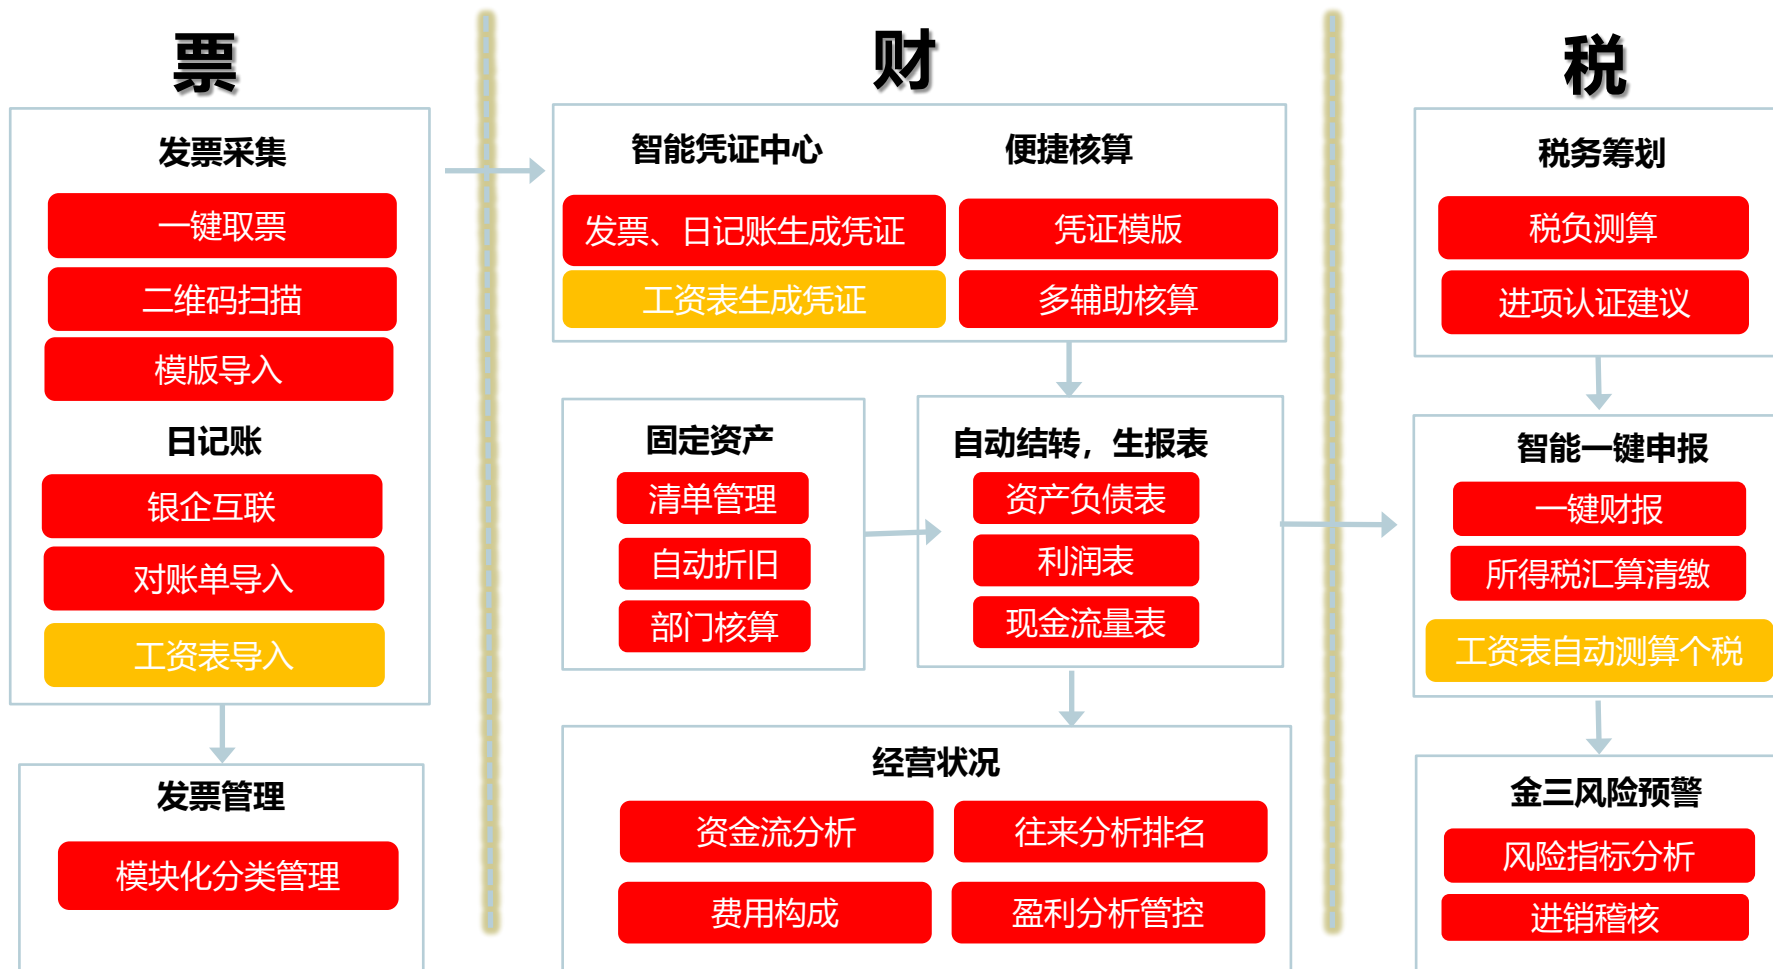 票
发票采集
一键取票
二维码扫描
模版导入
日记账
银企互联
对账单导入
工资表导入
发票管理
模块化分类管理
财
智能凭证中心
发票、日记账生成凭证
工资表生成凭证
便捷核算
凭证模版
多辅助核算
固定资产
清单管理
自动折旧
部门核算
自动结转，生报表
资产负债表
利润表
现金流量表
经营状况
资金流分析
往来分析排名
费用构成
盈利分析管控
税
税务筹划
税负测算
进项认证建议
智能一键申报
一键财报
所得税汇算清缴
工资表自动测算个税
金三风险预警
风险指标分析
进销稽核